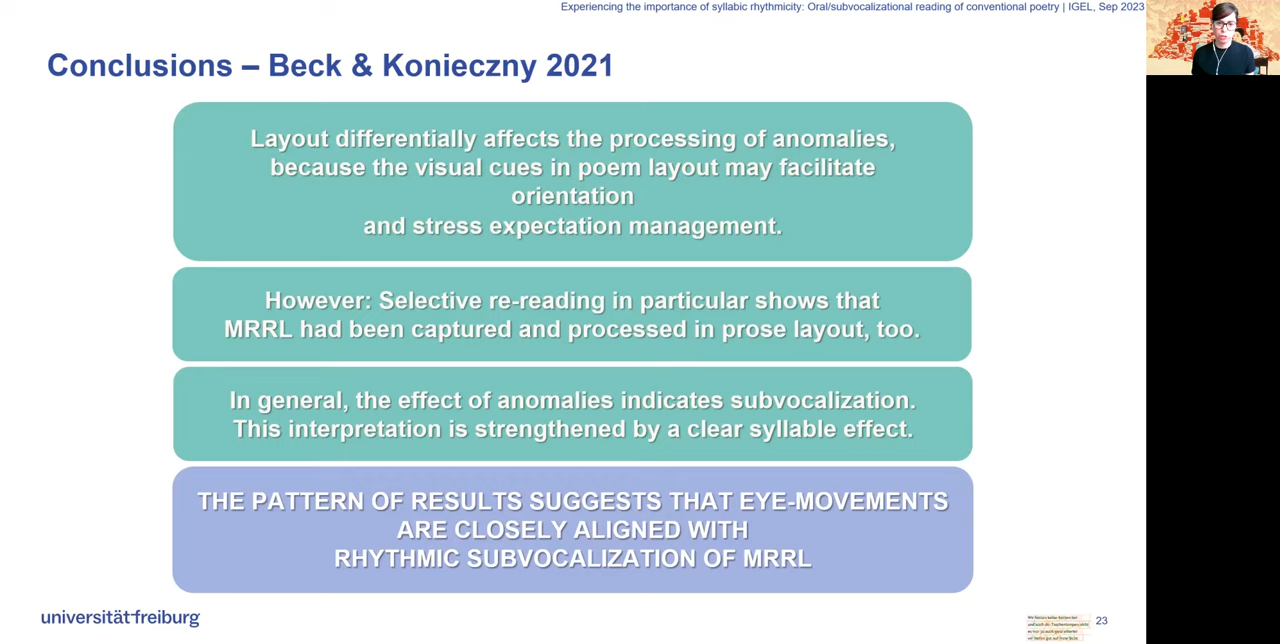 Experiencing the importance of syllabic rhythmicity: Oral/subvocalizational reading of conventional poetry | IGEL, Sep 2023
Conclusions – Beck & Konieczny 2021
Layout differentially affects the processing of anomalies,
because the visual cues in poem layout may facilitate
orientation
and stress expectation management.
However: Selective re-reading in particular shows that
MRRL had been captured and processed in prose layout, too.
In general, the effect of anomalies indicates subvocalization.
This interpretation is strengthened by a clear syllable effect.
THE PATTERN OF RESULTS SUGGESTS THAT EYE-MOVEMENTS
ARE CLOSELY ALIGNED WITH
RHYTHMIC SUBVOCALIZATION OF MRRL
universität freiburg
23